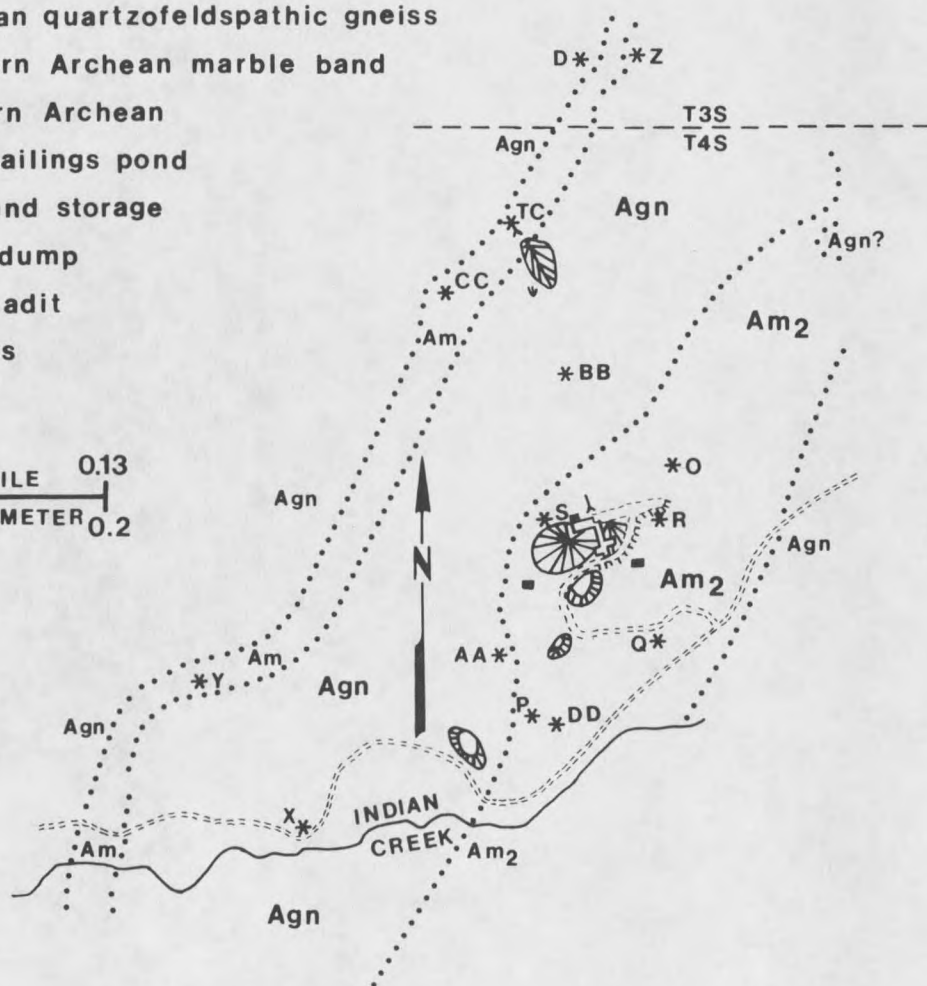 an quartzofeldspathic gneiss
rn Archean marble band
rn Archean
ailings pond
nd storage
dump
adit
s
D Z
T3S
T4S
Agn
TC
Agn
Agn?
CC
Am
Am2
BB
ILE 0.13
METER 0.2
O
Agn
S
R
Agn
N
Am2
Am
AA
Q
Y
Agn
P
DD
Agn
X
INDIAN
CREEK
Am
Am2
Agn